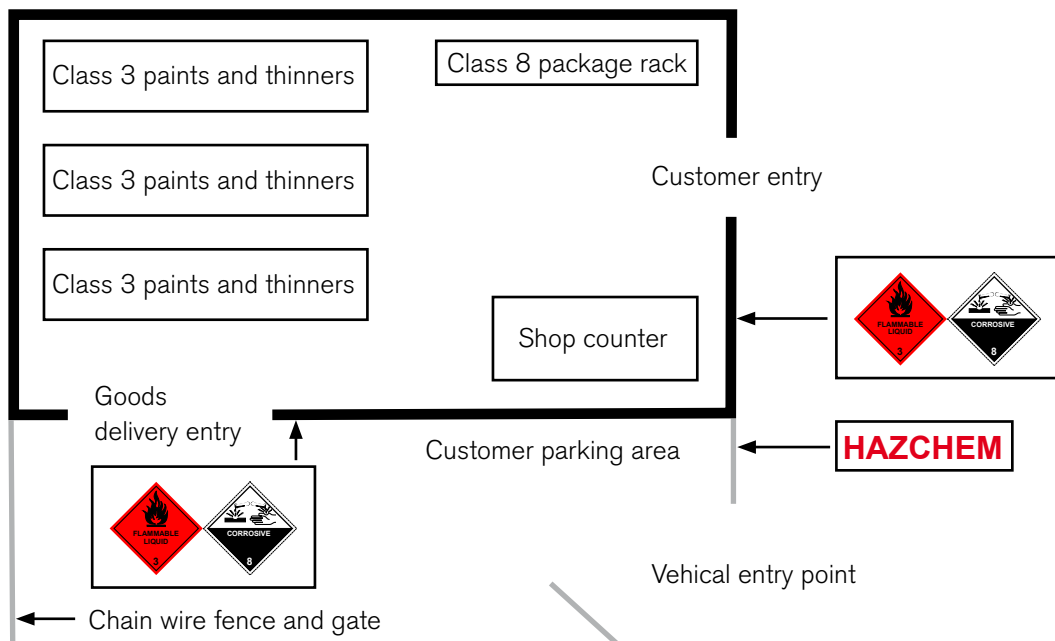 Class 3 paints and thinners
Class 8 package rack
Class 3 paints and thinners
Customer entry
Class 3 paints and thinners
FLAMMABLE
LIQUID
3
CORROSIVE
8
Shop counter
Goods
delivery entry
Customer parking area
HAZCHEM
FLAMMABLE
LIQUID
3
CORROSIVE
8
Vehical entry point
Chain wire fence and gate